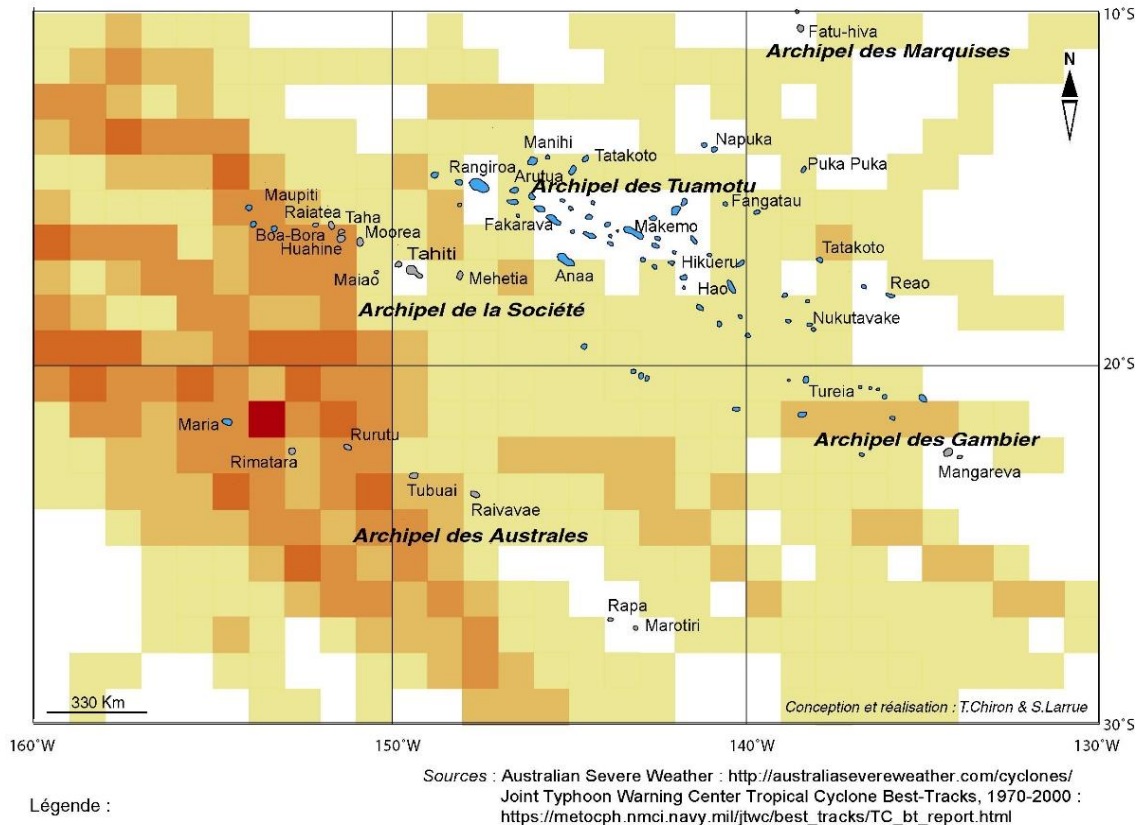 10°S
Fatu-hiva
Archipel des Marquises
N
Napuka
Manihi
Tatakoto
Rangiroa
Puka Puka
Arutua
Archipel des Tuamotu
Maupiti
Fangatau
Raiatea
Taha
Fakarava
Makemo
Boa-Bora
Moorea
Huahine
Tahiti
Tatakoto
Hikueru
Maiao
Mehetia
Anaa
Hao
Reao
Archipel de la Société
Nukutavake
20°S
Tureia
Maria
Rurutu
Archipel des Gambier
Rimatara
Mangareva
Tubuai
Raivavae
Archipel des Australes
Rapa
Marotiri
330 Km
Conception et réalisation : T.Chiron & S.Larrue
30°S
160°W
150°W
140°W
130°W
Sources : Australian Severe Weather : http://australiasevereweather.com/cyclones/
Joint Typhoon Warning Center Tropical Cyclone Best-Tracks, 1970-2000 :
https://metocph.nmci.navy.mil/jtwc/best_tracks/TC_bt_report.html
Légende :